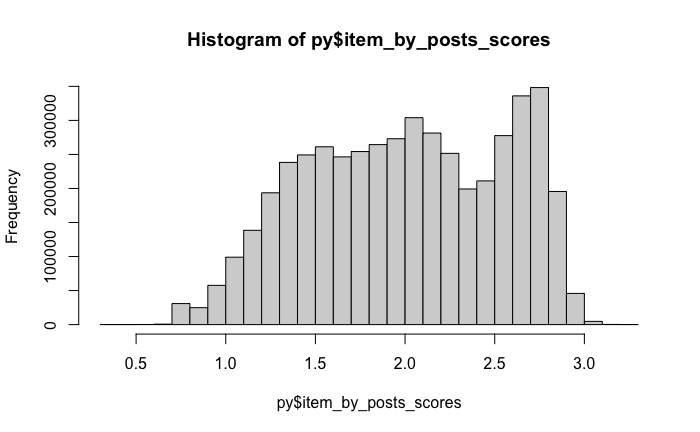 Histogram of py$item_by_posts_scores
Frequency
300000
200000
100000
0
0.5 1.0 1.5 2.0 2.5 3.0
py$item_by_posts_scores